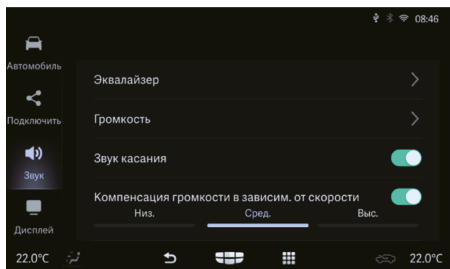 08:46
Автомобиль
Эквалайзер
Подключить
Громкость
Звук касания
Звук
Компенсация громкости в зависим. от скорости
Низ. Сред. Выс.
Дисплей
22.0°C 22.0°C